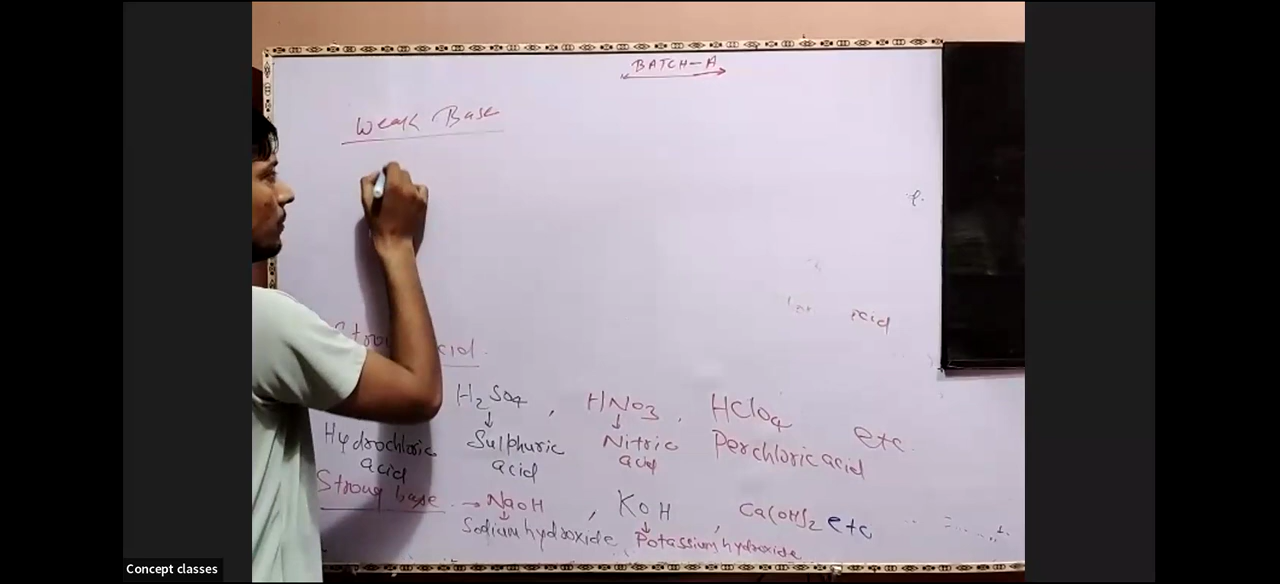 BATCH-A
Weak Base
acid
H₂SO₄, HNO₃, HClO₄ etc.
Hydrochloric acid Sulphuric acid Nitric acid Perchloric acid
Strong base → NaOH, KOH, Ca(OH)₂ etc
Sodium hydroxide Potassium hydroxide
Concept classes